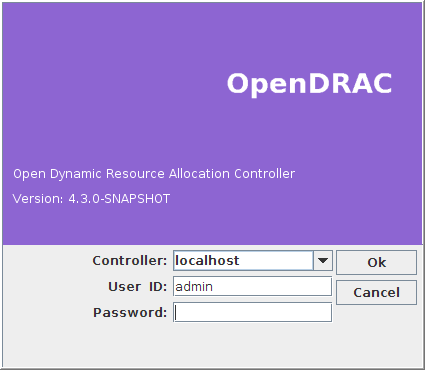 OpenDRAC
Open Dynamic Resource Allocation Controller
Version: 4.3.0-SNAPSHOT
Controller: localhost Ok
User ID: admin Cancel
Password: